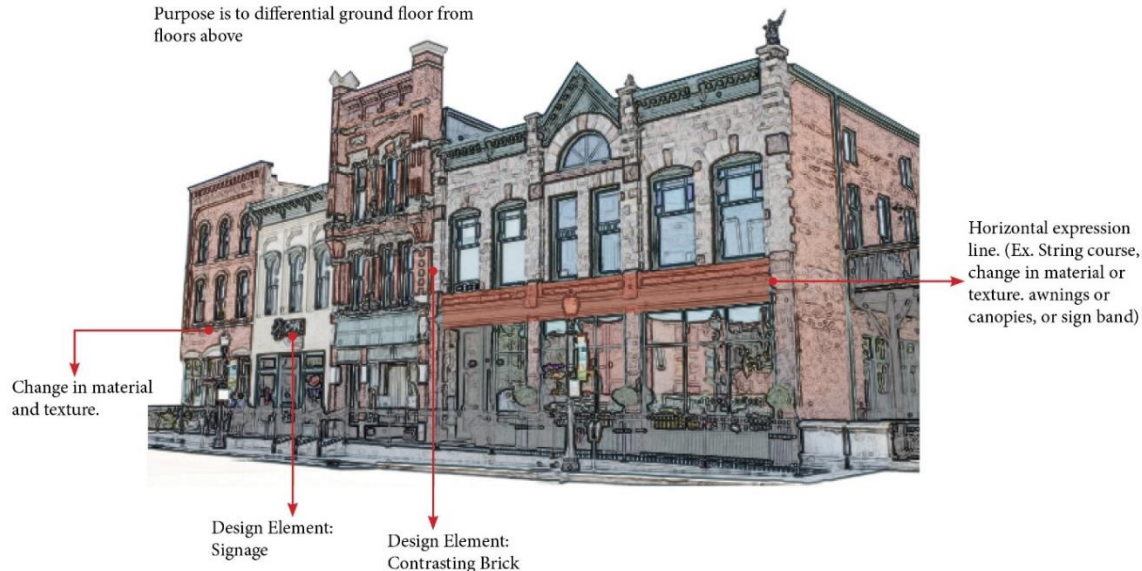 Purpose is to differential ground floor from
floors above
Horizontal expression
line. (Ex. String course,
change in material or
texture. awnings or
canopies, or sign band)
Change in material
and texture.
Design Element:
Signage
Design Element:
Contrasting Brick